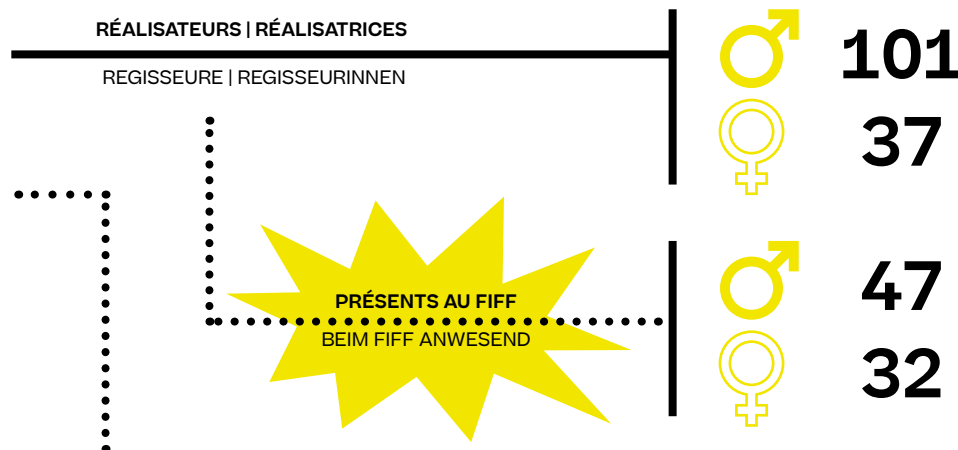 RÉALISATEURS | RÉALISATRICES
REGISSEURE | REGISSEURINNEN
101
37
PRÉSENTS AU FIFF
BEIM FIFF ANWESEND
47
32